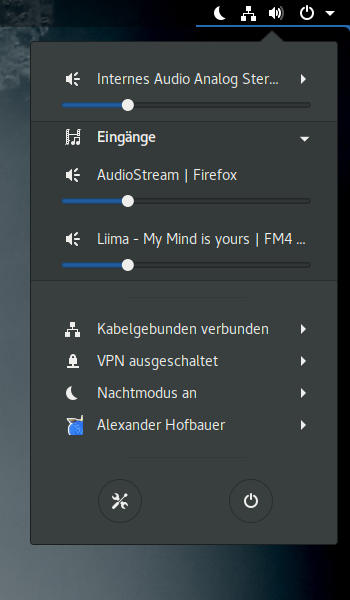 Internes Audio Analog Ster...
Eingänge
AudioStream | Firefox
Liima - My Mind is yours | FM4 ...
Kabelgebunden verbunden
VPN ausgeschaltet
Nachtmodus an
Alexander Hofbauer